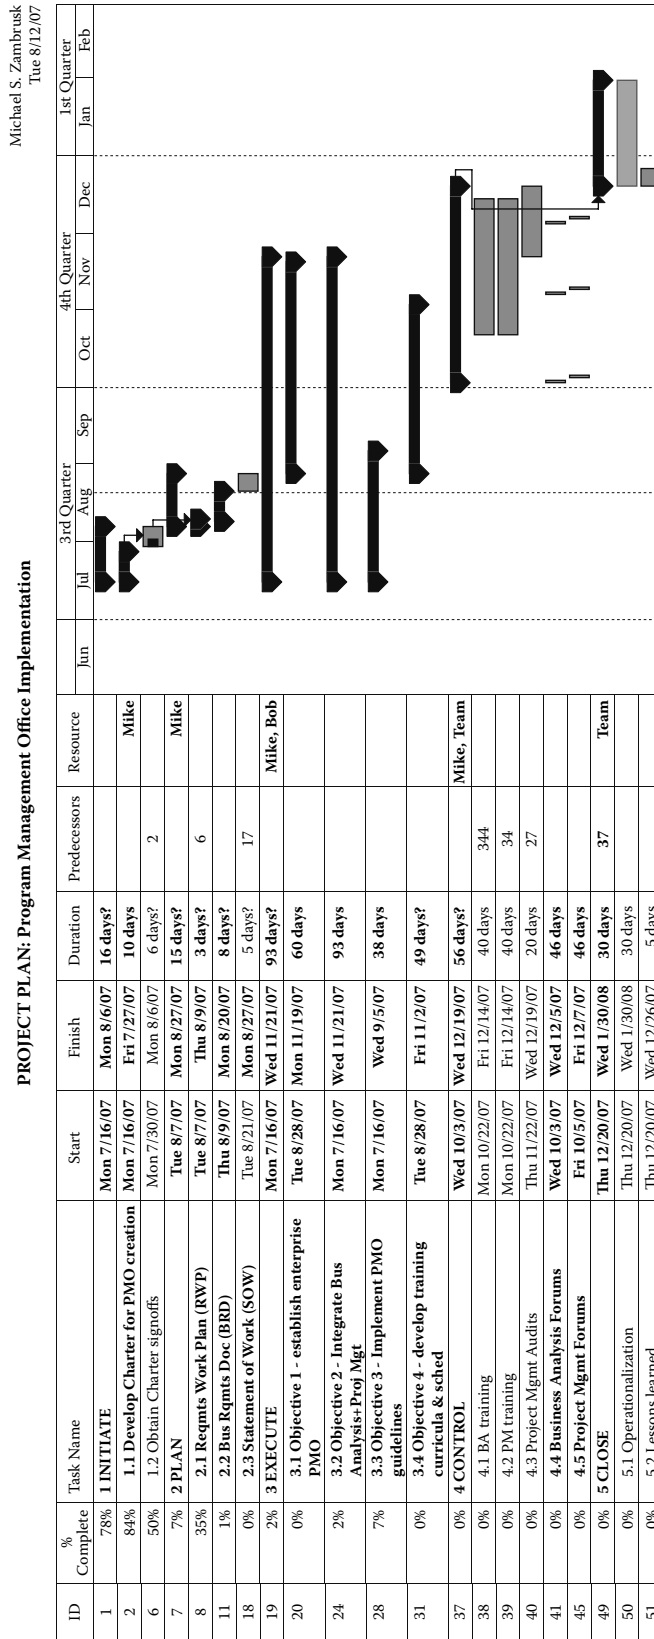 PROJECT PLAN: Program Management Office Implementation
Michael S. Zambrusk
Tue 8/12/07
ID % Complete Task Name Start Finish Duration Predecessors Resource
3rd Quarter 4th Quarter 1st Quarter
Jun Jul Aug Sep Oct Nov Dec Jan Feb
1 78% 1 INITIATE Mon 7/16/07 Mon 8/6/07 16 days?
2 84% 1.1 Develop Charter for PMO creation Mon 7/16/07 Fri 7/27/07 10 days Mike
6 50% 1.2 Obtain Charter signoffs Mon 7/30/07 Mon 8/6/07 6 days? 2
7 7% 2 PLAN Tue 8/7/07 Mon 8/27/07 15 days? Mike
8 35% 2.1 Reqmts Work Plan (RWP) Tue 8/7/07 Thu 8/9/07 3 days? 6
11 1% 2.2 Bus Rqmts Doc (BRD) Thu 8/9/07 Mon 8/20/07 8 days?
18 0% 2.3 Statement of Work (SOW) Tue 8/21/07 Mon 8/27/07 5 days? 17
19 2% 3 EXECUTE Mon 7/16/07 Wed 11/21/07 93 days? Mike, Bob
20 0% 3.1 Objective 1 - establish enterprise Tue 8/28/07 Mon 11/19/07 60 days
PMO
24 2% 3.2 Objective 2 - Integrate Bus Mon 7/16/07 Wed 11/21/07 93 days
Analysis+Proj Mgt
28 7% 3.3 Objective 3 - Implement PMO Mon 7/16/07 Wed 9/5/07 38 days
guidelines
31 0% 3.4 Objective 4 - develop training Tue 8/28/07 Fri 11/2/07 49 days?
curricula & sched
37 0% 4 CONTROL Wed 10/3/07 Wed 12/19/07 56 days? Mike, Team
38 0% 4.1 BA training Mon 10/22/07 Fri 12/14/07 40 days 344
39 0% 4.2 PM training Mon 10/22/07 Fri 12/14/07 40 days 34
40 0% 4.3 Project Mgmt Audits Thu 11/22/07 Wed 12/19/07 20 days 27
41 0% 4.4 Business Analysis Forums Wed 10/3/07 Wed 12/5/07 46 days
45 0% 4.5 Project Mgmt Forums Fri 10/5/07 Fri 12/7/07 46 days
49 0% 5 CLOSE Thu 12/20/07 Wed 1/30/08 30 days 37 Team
50 0% 5.1 Operationalization Thu 12/20/07 Wed 1/30/08 30 days
51 0% 5.2 Lessons learned Thu 12/20/07 Wed 12/26/07 5 days